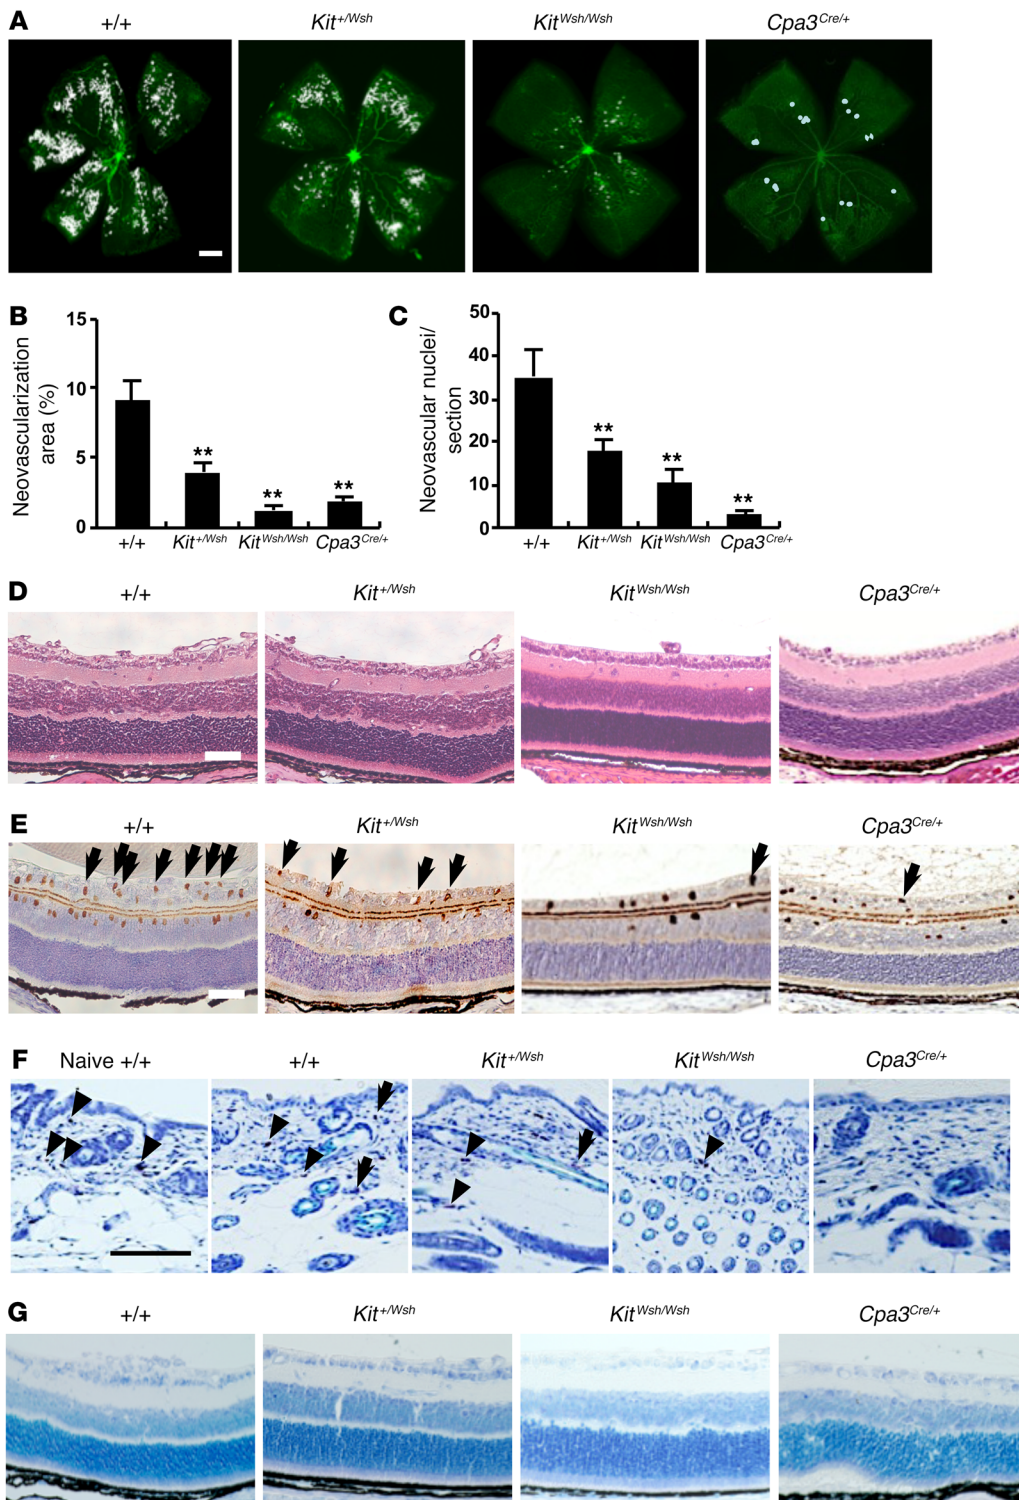 A
+/+ Kit+/Wsh KitWsh/Wsh Cpa3Cre/+
B
Neovascularization
area (%)
15
10
5
0
**
**
**
+/+ Kit+/Wsh KitWsh/Wsh Cpa3Cre/+
C
Neovascular nuclei/
section
50
40
30
20
10
0
**
**
**
+/+ Kit+/Wsh KitWsh/Wsh Cpa3Cre/+
D
+/+ Kit+/Wsh KitWsh/Wsh Cpa3Cre/+
E
+/+ Kit+/Wsh KitWsh/Wsh Cpa3Cre/+
F
Naive +/+ +/+ Kit+/Wsh KitWsh/Wsh Cpa3Cre/+
G
+/+ Kit+/Wsh KitWsh/Wsh Cpa3Cre/+